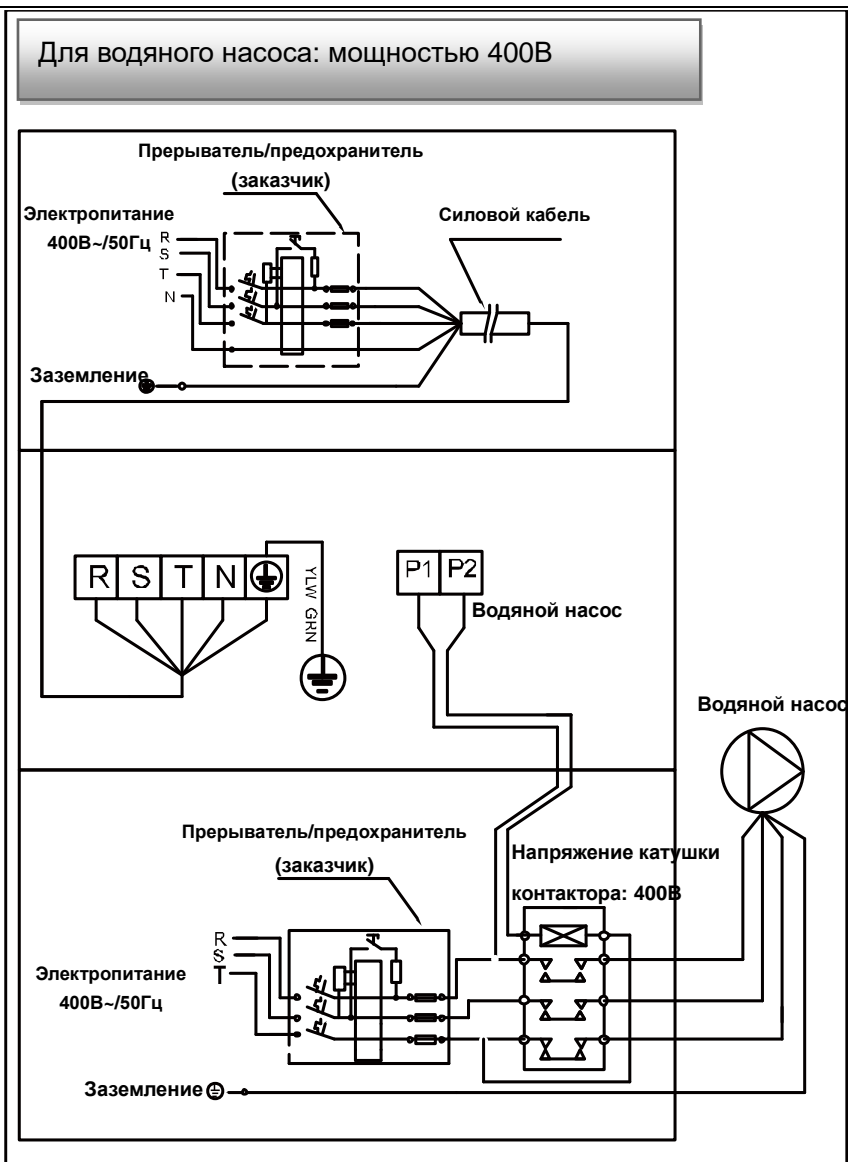 Для водяного насоса: мощностью 400В
Прерыватель/предохранитель
(заказчик)
Электропитание
400В~/50Гц
R
S
T
N
Силовой кабель
Заземление
R S T N
YLW GRN
P1 P2
Водяной насос
Водяной насос
Прерыватель/предохранитель
(заказчик)
Напряжение катушки
контактора: 400В
R
S
T
Электропитание
400В~/50Гц
Заземление